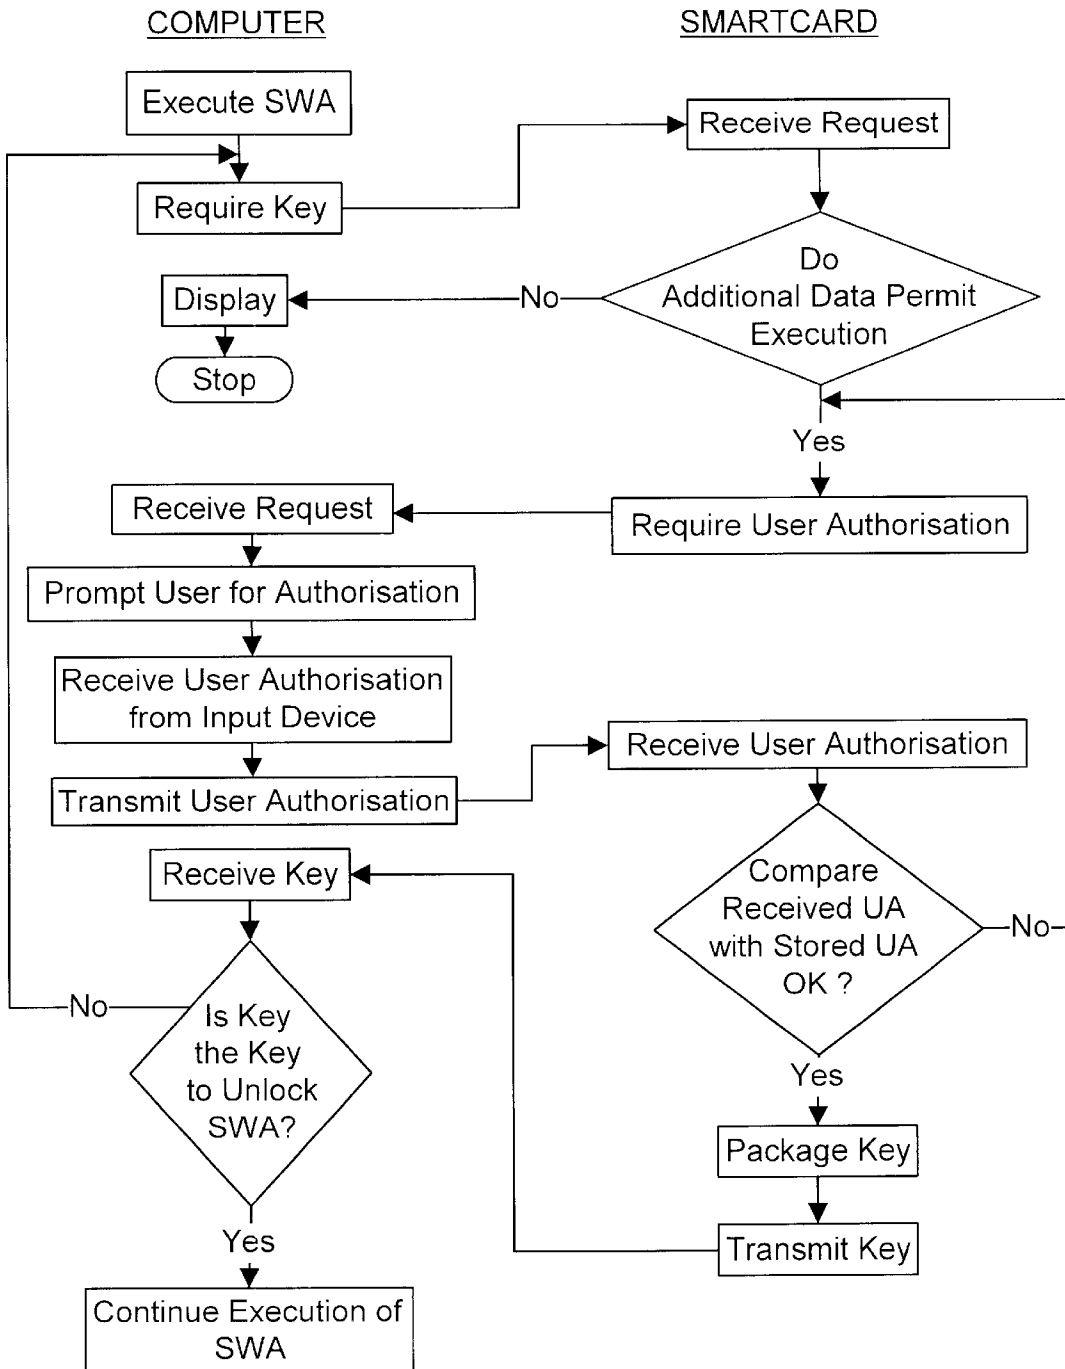 COMPUTER
SMARTCARD
Execute SWA
Receive Request
Require Key
Do
Additional Data Permit
Execution
No
Display
Stop
Yes
Receive Request
Require User Authorisation
Prompt User for Authorisation
Receive User Authorisation
from Input Device
Receive User Authorisation
Transmit User Authorisation
Receive Key
Compare
Received UA
with Stored UA
OK ?
No
No
Is Key
the Key
to Unlock
SWA?
Yes
Package Key
Transmit Key
Yes
Continue Execution of
SWA